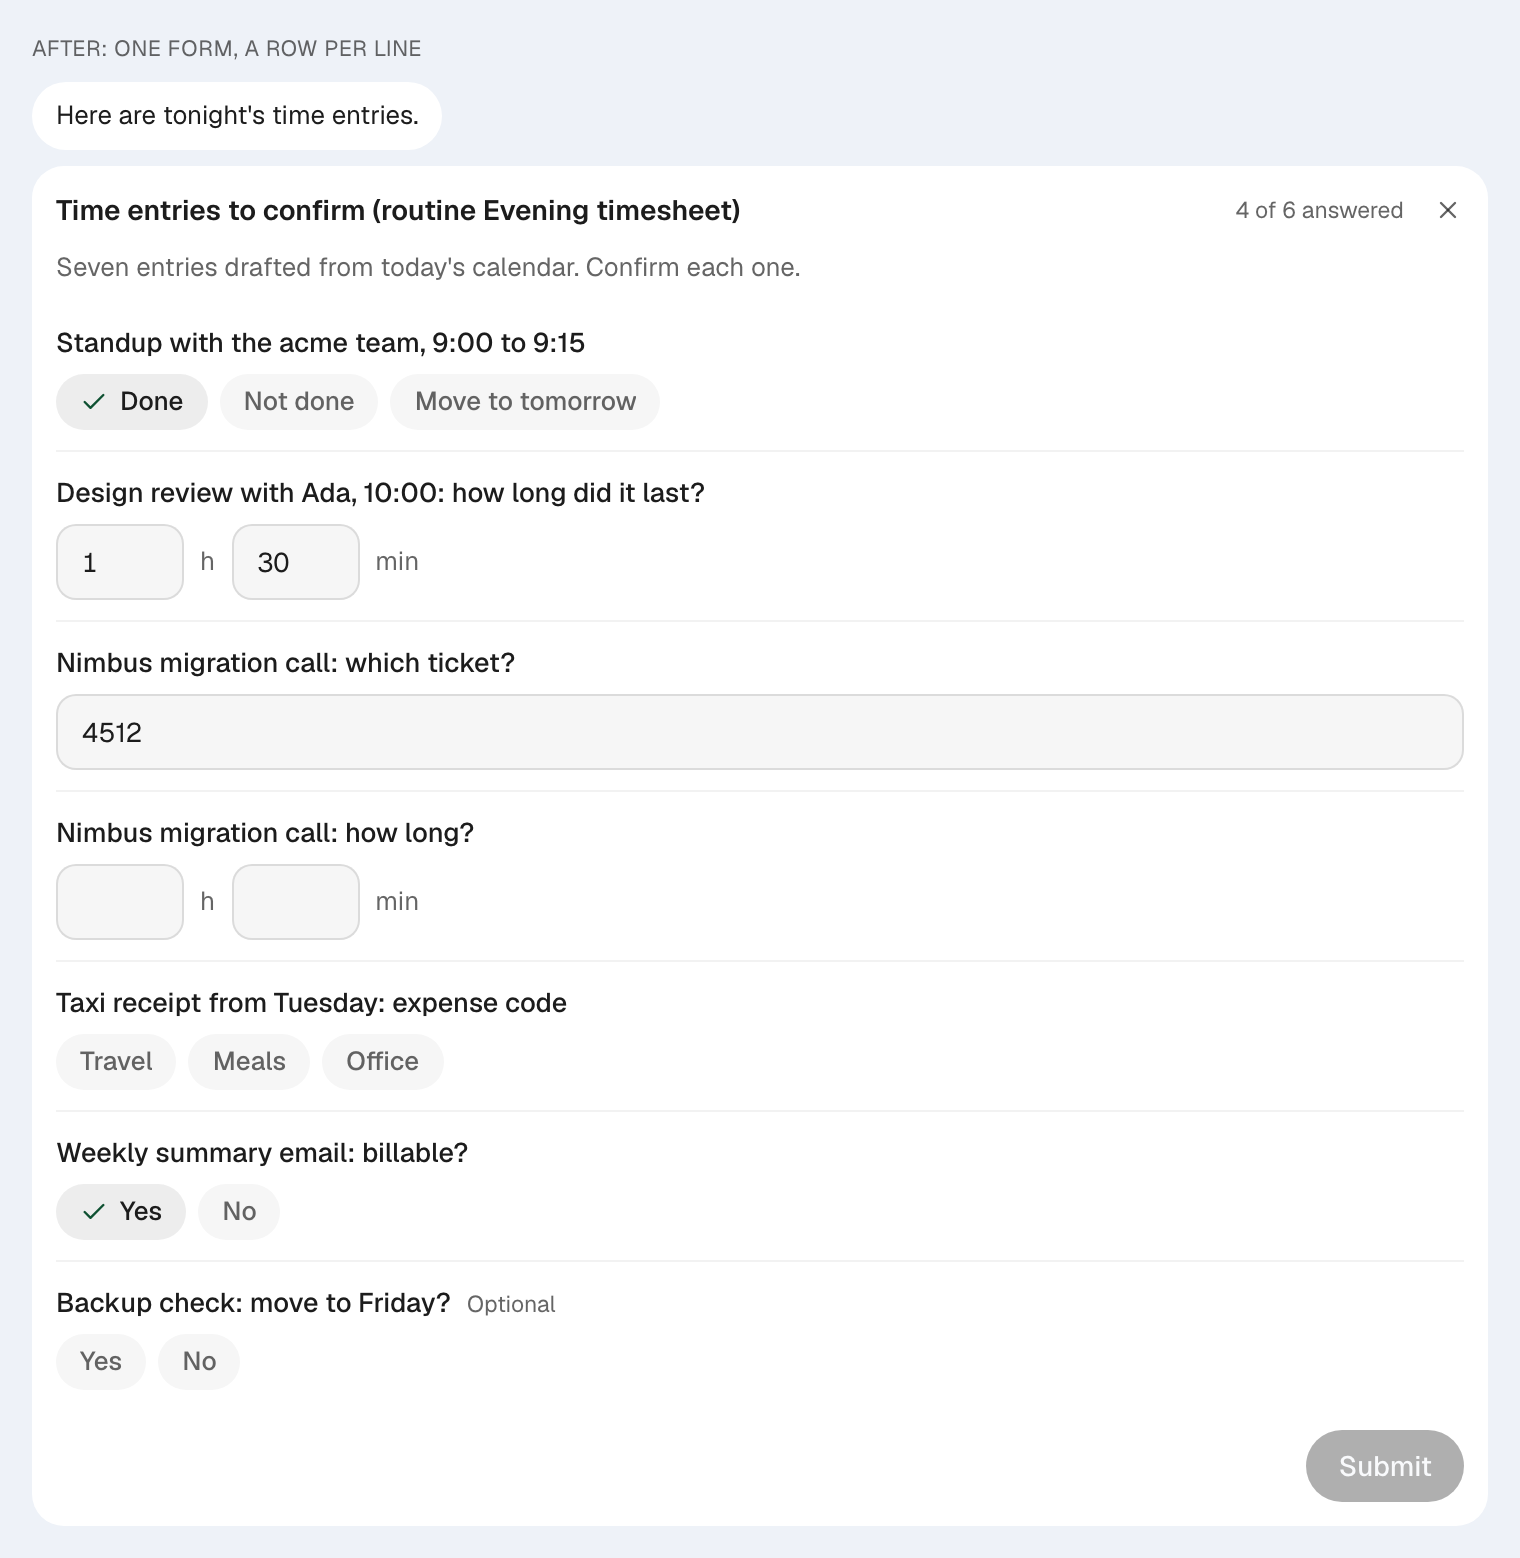 AFTER: ONE FORM, A ROW PER LINE
Here are tonight's time entries.
Time entries to confirm (routine Evening timesheet)
4 of 6 answered
Seven entries drafted from today's calendar. Confirm each one.
Standup with the acme team, 9:00 to 9:15
Done Not done Move to tomorrow
Design review with Ada, 10:00: how long did it last?
1 h 30 min
Nimbus migration call: which ticket?
4512
Nimbus migration call: how long?
h min
Taxi receipt from Tuesday: expense code
Travel Meals Office
Weekly summary email: billable?
Yes No
Backup check: move to Friday? Optional
Yes No
Submit